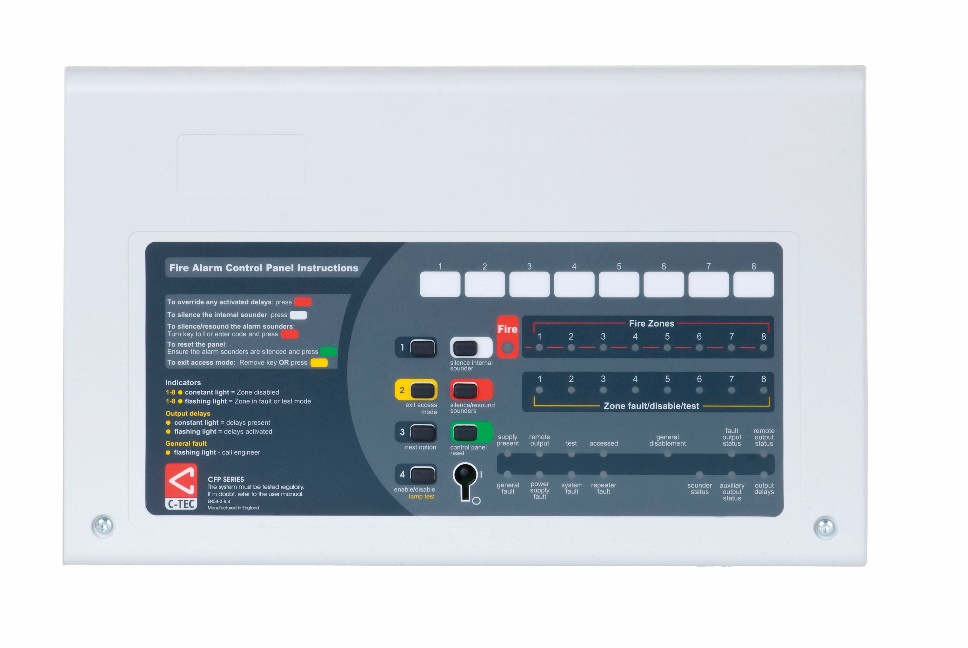 Fire Alarm Control Panel Instructions
To override any activated delays: press
To silence the internal sounder: press
To silence/resound the alarm sounders
Turn key to I or enter code and press
To reset the panel:
Ensure the alarm sounders are silenced and press
To exit access mode: Remove key OR press
Indicators
1-8 constant light = Zone disabled
1-8 flashing light = Zone in fault or test mode
Output delays
constant light = delays present
flashing light = delays activated
General fault
flashing light - call engineer
C-TEC
CFP SERIES
The system must be tested regularly.
If in doubt, refer to the user manual.
EN54-2 & 4
Manufactured in England
1 2 3 4 5 6 7 8
1
silence internal
sounder
2
exit access
mode
silence/resound
sounders
3
next option
control panel
reset
4
enable/disable
lamp test
I
O
Fire
Fire Zones
1 2 3 4 5 6 7 8
1 2 3 4 5 6 7 8
Zone fault/disable/test
supply
present
remote
output
test
accessed
general
disablement
fault
output
status
remote
output
status
general
fault
power
supply
fault
system
fault
repeater
fault
sounder
status
auxiliary
output
status
output
delays